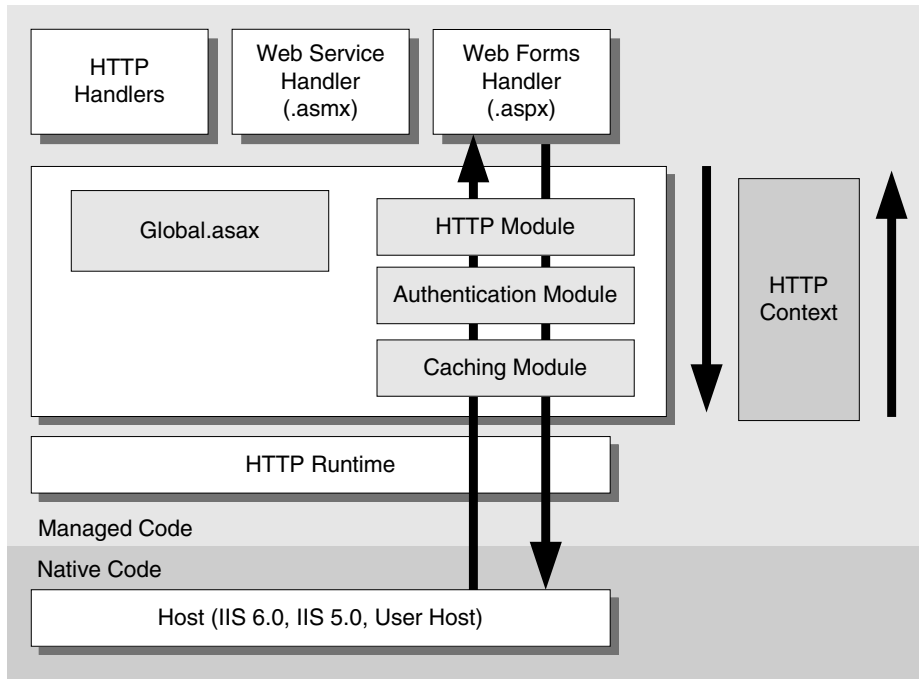 HTTP
Handlers
Web Service
Handler
(.asmx)
Web Forms
Handler
(.aspx)
Global.asax
HTTP Module
Authentication Module
Caching Module
HTTP
Context
HTTP Runtime
Managed Code
Native Code
Host (IIS 6.0, IIS 5.0, User Host)